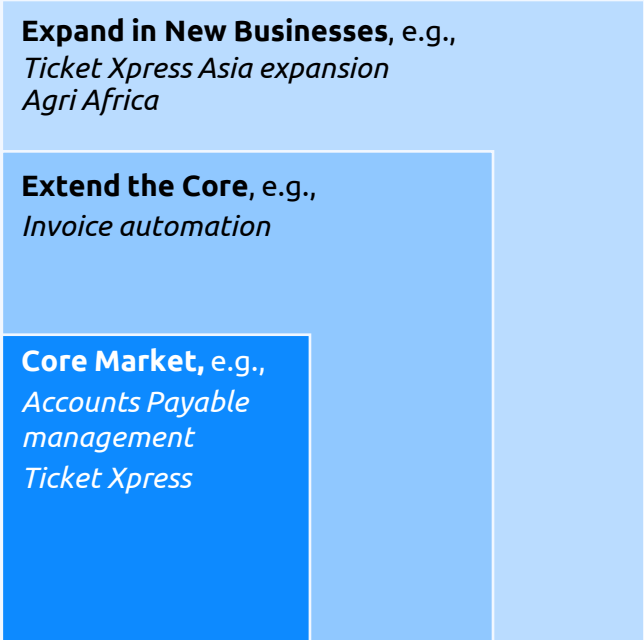 Expand in New Businesses, e.g.,
Ticket Xpress Asia expansion
Agri Africa
Extend the Core, e.g.,
Invoice automation
Core Market, e.g.,
Accounts Payable
management
Ticket Xpress